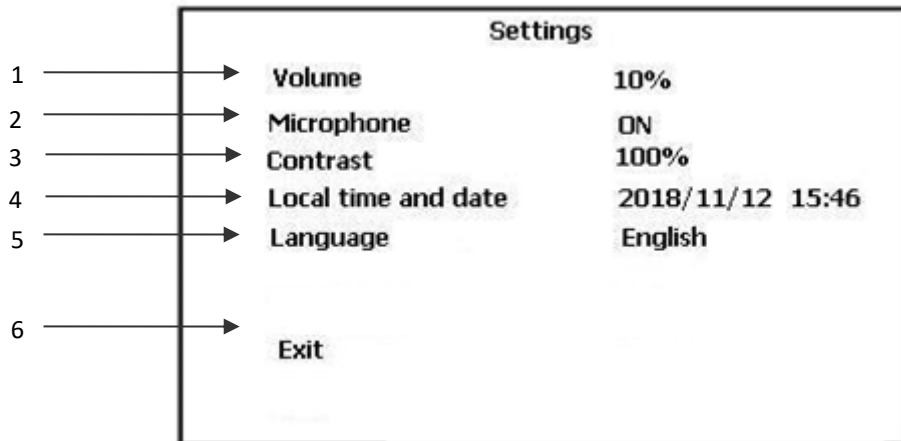 Settings
1 Volume 10%
2 Microphone ON
3 Contrast 100%
4 Local time and date 2018/11/12 15:46
5 Language English
6
Exit